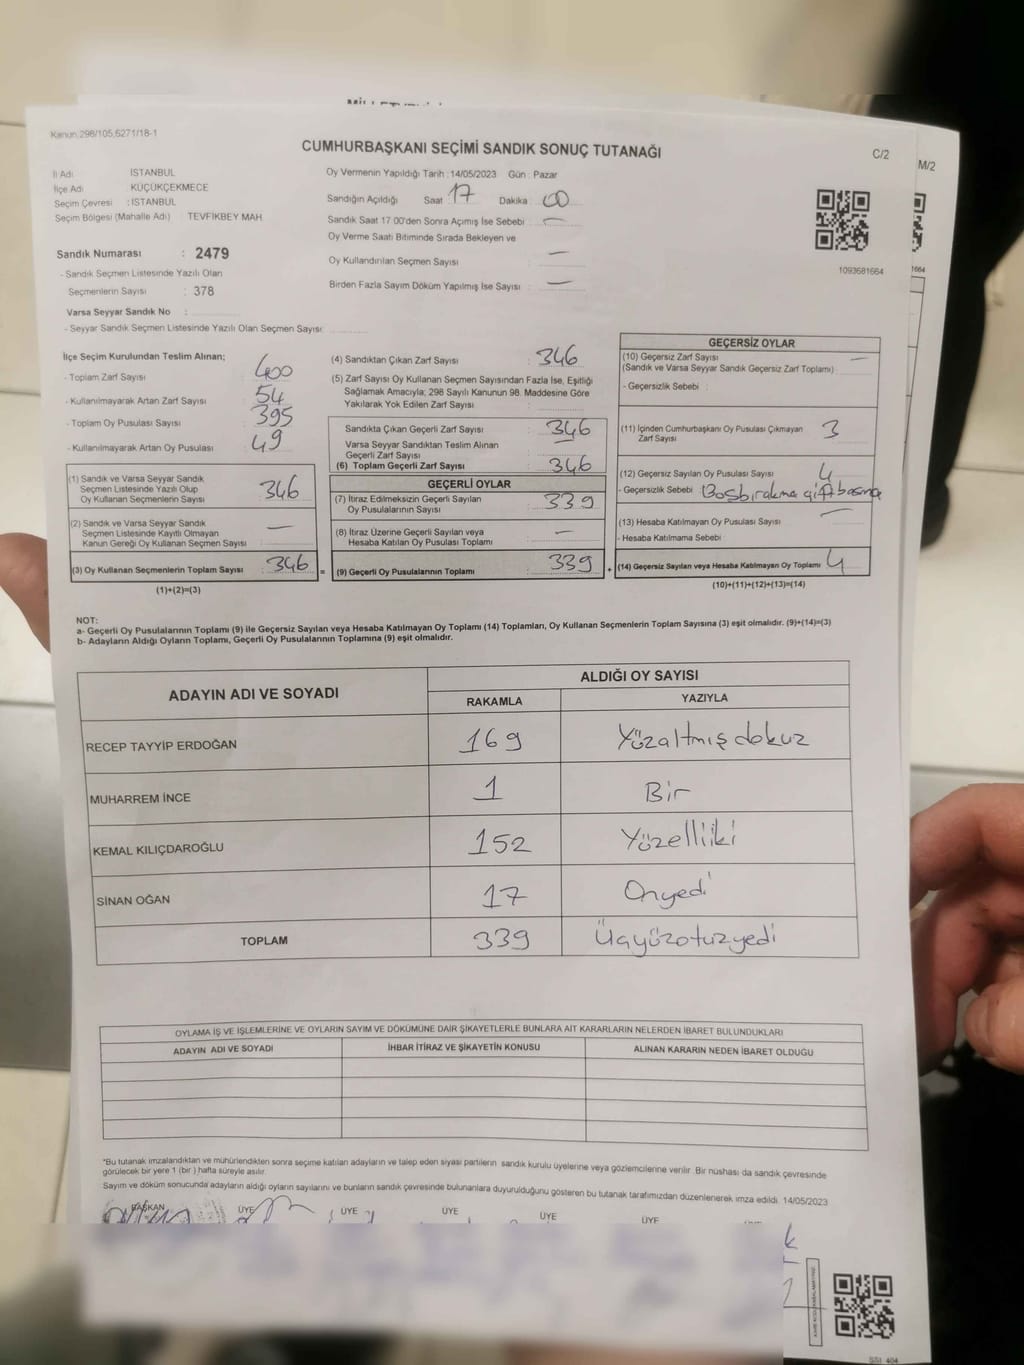 Kanun:298/105,6271/18-1
CUMHURBAŞKANI SEÇİMİ SANDIK SONUÇ TUTANAĞI
C/2
M/2
İl Adı İSTANBUL
İlçe Adı KÜÇÜKÇEKMECE
Seçim Çevresi : İSTANBUL
Seçim Bölgesi (Mahalle Adı) TEVFİKBEY MAH.
Oy Vermenin Yapıldığı Tarih : 14/05/2023 Gün : Pazar
Sandığın Açıldığı Saat 17 Dakika 00
Sandık Saat 17.00'den Sonra Açımış İse Sebebi : —
Oy Verme Saati Bitiminde Sırada Bekleyen ve
Oy Kullandırılan Seçmen Sayısı —
Birden Fazla Sayım Döküm Yapılmış İse Sayısı : —
1093681664
1664
Sandık Numarası : 2479
- Sandık Seçmen Listesinde Yazılı Olan
Seçmenlerin Sayısı : 378
Varsa Seyyar Sandık No :
- Seyyar Sandık Seçmen Listesinde Yazılı Olan Seçmen Sayısı:
İlçe Seçim Kurulundan Teslim Alınan;
- Toplam Zarf Sayısı 400
- Kullanılmayarak Artan Zarf Sayısı 54
- Toplam Oy Pusulası Sayısı 395
- Kullanılmayarak Artan Oy Pusulası 49
(1) Sandık ve Varsa Seyyar Sandık
Seçmen Listesinde Yazılı Olup
Oy Kullanan Seçmenlerin Sayısı 346
(2) Sandık ve Varsa Seyyar Sandık
Seçmen Listesinde Kayıtlı Olmayan
Kanun Gereği Oy Kullanan Seçmen Sayısı —
(3) Oy Kullanan Seçmenlerin Toplam Sayısı 346
(1)+(2)=(3)
(4) Sandıktan Çıkan Zarf Sayısı 346
(5) Zarf Sayısı Oy Kullanan Seçmen Sayısından Fazla İse, Eşitliği
Sağlamak Amacıyla; 298 Sayılı Kanunun 98. Maddesine Göre
Yakılarak Yok Edilen Zarf Sayısı
Sandıkta Çıkan Geçerli Zarf Sayısı : 346
Varsa Seyyar Sandıktan Teslim Alınan
Geçerli Zarf Sayısı —
(6) Toplam Geçerli Zarf Sayısı 346
GEÇERLİ OYLAR
(7) İtiraz Edilmeksizin Geçerli Sayılan
Oy Pusulalarının Sayısı : 339
(8) İtiraz Üzerine Geçerli Sayılan veya
Hesaba Katılan Oy Pusulası Toplamı —
= (9) Geçerli Oy Pusulalarının Toplamı : 339 +
GEÇERSİZ OYLAR
(10) Geçersiz Zarf Sayısı —
(Sandık ve Varsa Seyyar Sandık Geçersiz Zarf Toplamı)
- Geçersizlik Sebebi :
(11) İçinden Cumhurbaşkanı Oy Pusulası Çıkmayan
Zarf Sayısı 3
(12) Geçersiz Sayılan Oy Pusulası Sayısı 4
- Geçersizlik Sebebi : Boş bırakma çift basma
(13) Hesaba Katılmayan Oy Pusulası Sayısı —
- Hesaba Katılmama Sebebi :
(14) Geçersiz Sayılan veya Hesaba Katılmayan Oy Toplamı 4
(10)+(11)+(12)+(13)=(14)
NOT:
a- Geçerli Oy Pusulalarının Toplamı (9) ile Geçersiz Sayılan veya Hesaba Katılmayan Oy Toplamı (14) Toplamları, Oy Kullanan Seçmenlerin Toplam Sayısına (3) eşit olmalıdır. (9)+(14)=(3)
b- Adayların Aldığı Oyların Toplamı, Geçerli Oy Pusulalarının Toplamına (9) eşit olmalıdır.
ADAYIN ADI VE SOYADI
ALDIĞI OY SAYISI
RAKAMLA YAZIYLA
RECEP TAYYİP ERDOĞAN 169 Yüzaltmış dokuz
MUHARREM İNCE 1 Bir
KEMAL KILIÇDAROĞLU 152 Yüzelliiki
SİNAN OĞAN 17 Onyedi
TOPLAM 339 Üçyüzotuzyedi
OYLAMA İŞ VE İŞLEMLERİNE VE OYLARIN SAYIM VE DÖKÜMÜNE DAİR ŞİKAYETLERLE BUNLARA AİT KARARLARIN NELERDEN İBARET BULUNDUKLARI
ADAYIN ADI VE SOYADI İHBAR İTİRAZ VE ŞİKAYETİN KONUSU ALINAN KARARIN NEDEN İBARET OLDUĞU
*Bu tutanak imzalandıktan ve mühürlendikten sonra seçime katılan adayların ve talep eden siyasi partilerin sandık kurulu üyelerine veya gözlemcilerine verilir. Bir nüshası da sandık çevresinde
görülecek bir yere 1 (bir) hafta süreyle asılır.
Sayım ve döküm sonucunda adayların aldığı oyların sayılarını ve bunların sandık çevresinde bulunanlara duyurulduğunu gösteren bu tutanak tarafımızdan düzenlenerek imza edildi. 14/05/2023
BAŞKAN ÜYE ÜYE ÜYE ÜYE ÜYE